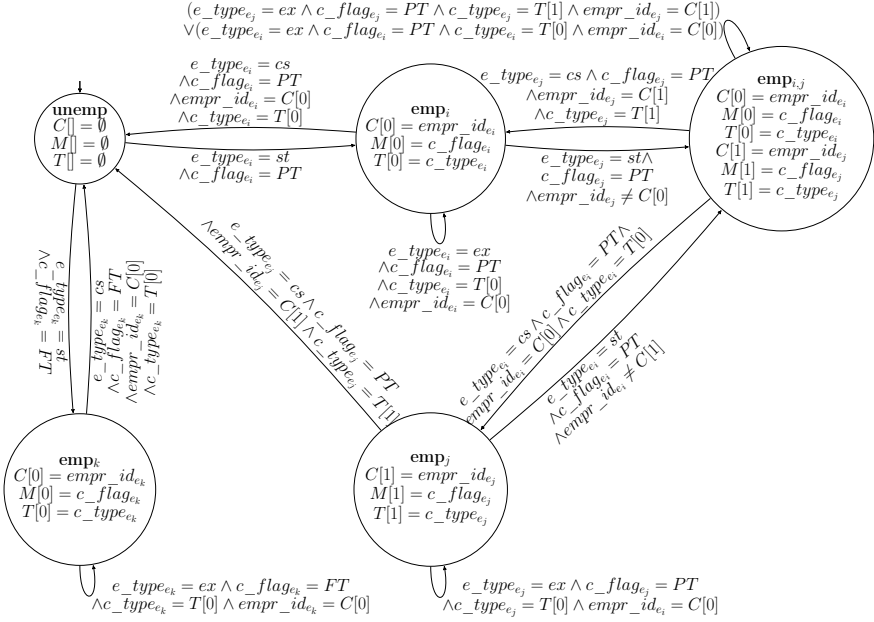 (e_type_{e_j} = ex ∧ c_flag_{e_j} = PT ∧ c_type_{e_j} = T[1] ∧ empr_id_{e_j} = C[1])
∨(e_type_{e_i} = ex ∧ c_flag_{e_i} = PT ∧ c_type_{e_i} = T[0] ∧ empr_id_{e_i} = C[0])
unemp
C[] = ∅
M[] = ∅
T[] = ∅
e_type_{e_i} = cs
∧c_flag_{e_i} = PT
∧empr_id_{e_i} = C[0]
∧c_type_{e_i} = T[0]
e_type_{e_i} = st
∧c_flag_{e_i} = PT
emp_i
C[0] = empr_id_{e_i}
M[0] = c_flag_{e_i}
T[0] = c_type_{e_i}
e_type_{e_j} = cs ∧ c_flag_{e_j} = PT
∧empr_id_{e_j} = C[1]
∧c_type_{e_j} = T[1]
e_type_{e_j} = st∧
c_flag_{e_j} = PT
∧empr_id_{e_j} ≠ C[0]
emp_{i,j}
C[0] = empr_id_{e_i}
M[0] = c_flag_{e_i}
T[0] = c_type_{e_i}
C[1] = empr_id_{e_j}
M[1] = c_flag_{e_j}
T[1] = c_type_{e_j}
e_type_{e_i} = ex
∧c_flag_{e_i} = PT
∧c_type_{e_i} = T[0]
∧empr_id_{e_i} = C[0]
e_type_{e_k} = st
∧c_flag_{e_k} = FT
e_type_{e_k} = cs
∧c_flag_{e_k} = FT
∧empr_id_{e_k} = C[0]
∧c_type_{e_k} = T[0]
e_type_{e_j} = cs ∧ c_flag_{e_j} = PT
∧empr_id_{e_j} = C[1] ∧ c_type_{e_j} = T[1]
e_type_{e_i} = cs ∧ c_flag_{e_i} = PT∧
empr_id_{e_i} = C[0] ∧ c_type_{e_i} = T[0]
e_type_{e_i} = st
∧c_flag_{e_i} = PT
∧empr_id_{e_i} ≠ C[1]
emp_k
C[0] = empr_id_{e_k}
M[0] = c_flag_{e_k}
T[0] = c_type_{e_k}
emp_j
C[1] = empr_id_{e_j}
M[1] = c_flag_{e_j}
T[1] = c_type_{e_j}
e_type_{e_k} = ex ∧ c_flag_{e_k} = FT
∧c_type_{e_k} = T[0] ∧ empr_id_{e_k} = C[0]
e_type_{e_j} = ex ∧ c_flag_{e_j} = PT
∧c_type_{e_j} = T[0] ∧ empr_id_{e_i} = C[0]